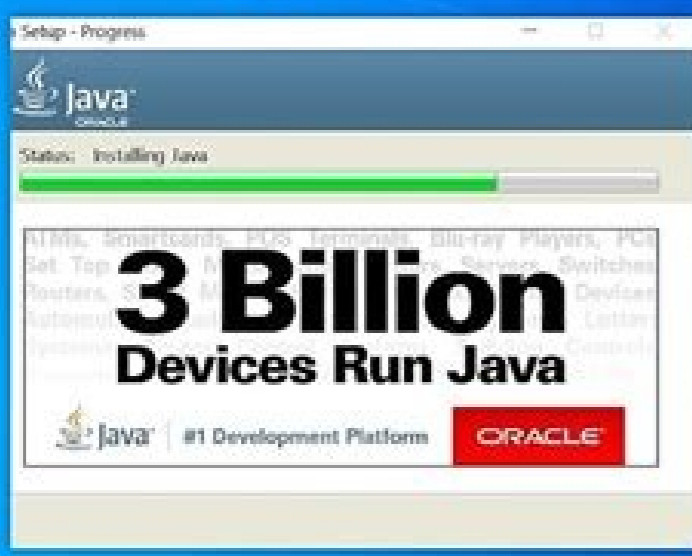 Setup - Progress
Java
ORACLE
Status: Installing Java
ATMs, Smartcards, POS Terminals, Blu-ray Players, PCs
Set Top Servers, Switches
Routers, Devices
3 Billion
Devices Run Java
Java #1 Development Platform ORACLE